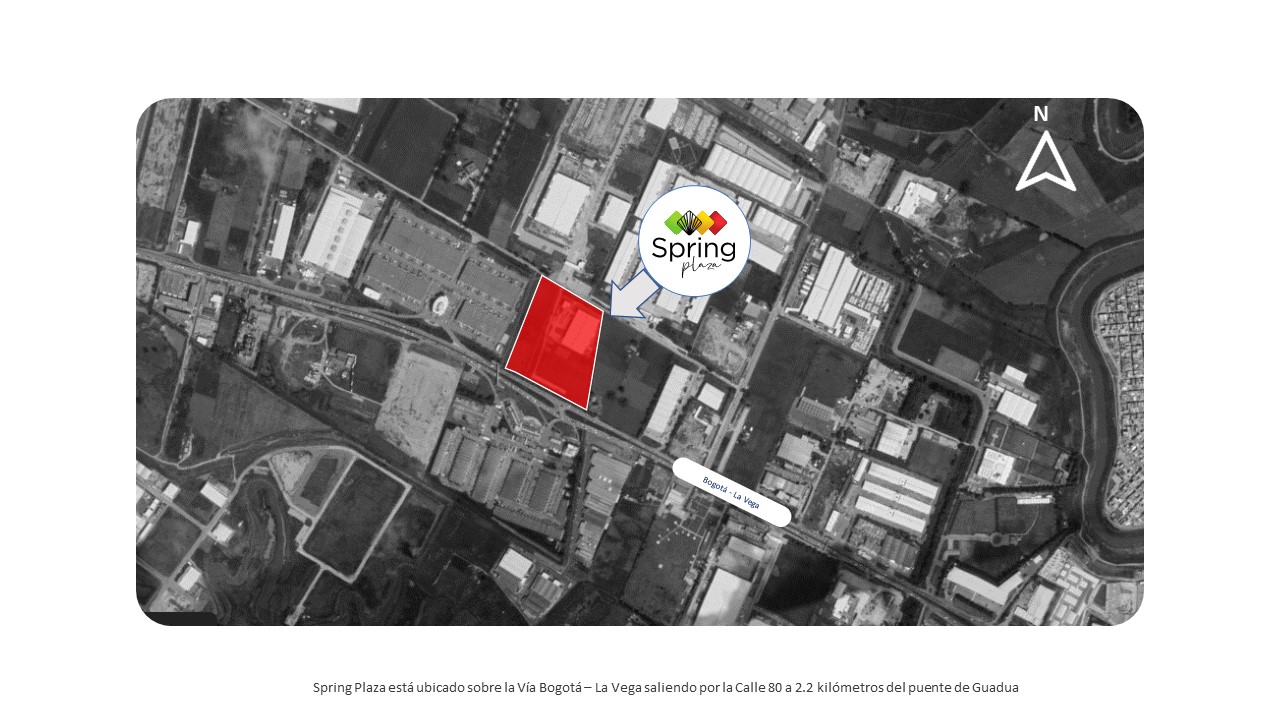 N
Spring
plaza
Bogotá - La Vega
Spring Plaza está ubicado sobre la Vía Bogotá – La Vega saliendo por la Calle 80 a 2.2 kilómetros del puente de Guadua